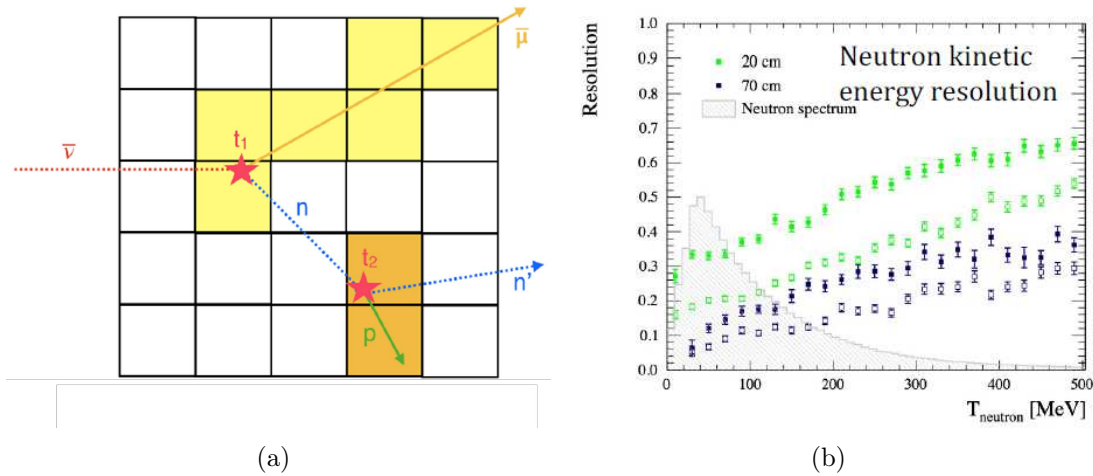 μ̄
t₁
ν̄
n
t₂
n'
p
(a)
Resolution
1.0
0.9
0.8
0.7
0.6
0.5
0.4
0.3
0.2
0.1
0.0
20 cm
70 cm
Neutron spectrum
Neutron kinetic
energy resolution
0 100 200 300 400 500
T neutron [MeV]
(b)